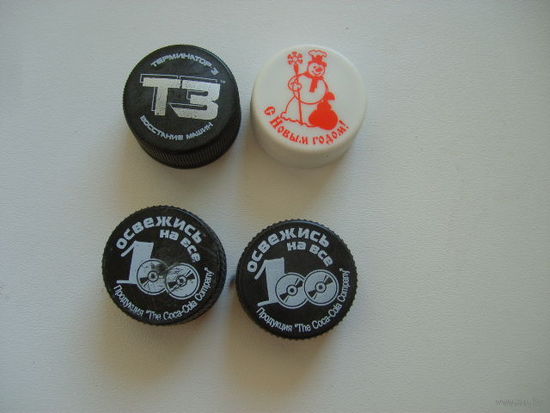 ТЕРМИНАТОР 3
T3
ВОССТАНИЕ МАШИН
С Новым годом!
ОСВЕЖИСЬ
НА ВСЕ
100
Продукция "The Coca-Cola Company"
ОСВЕЖИСЬ
НА ВСЕ
100
Продукция "The Coca-Cola Company"